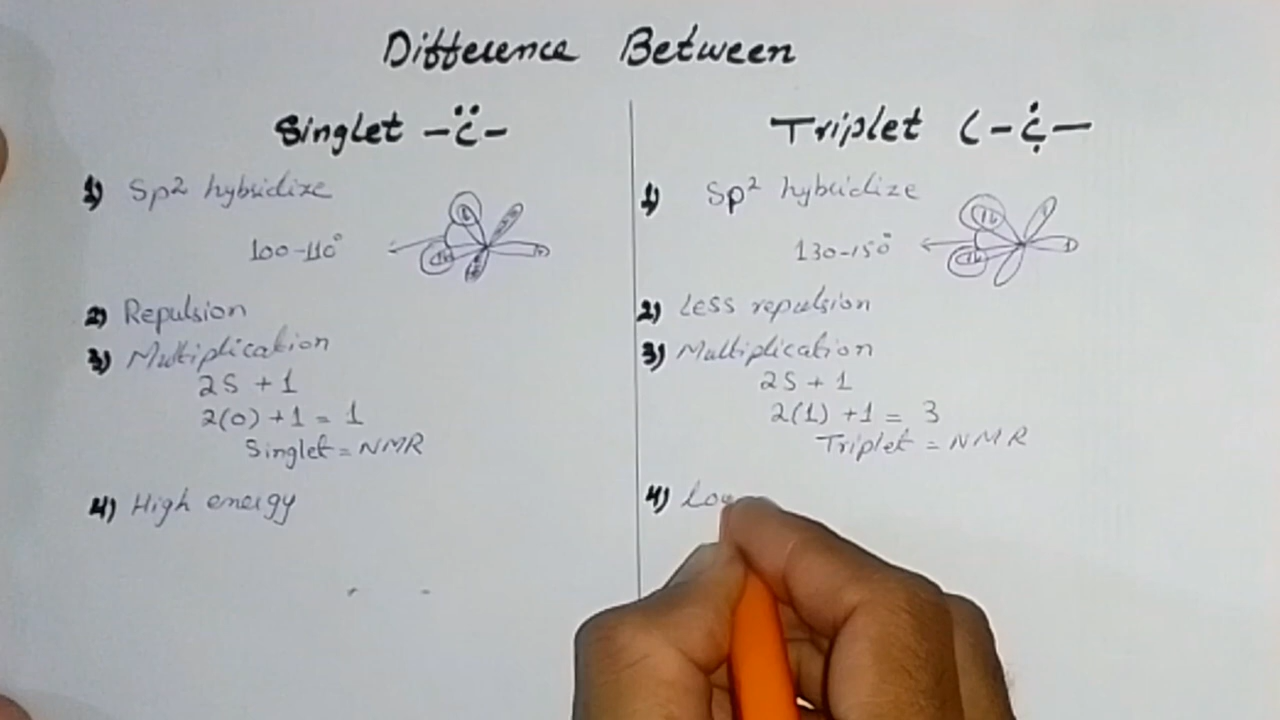 Difference Between
Singlet -C̈-
1) Sp² hybridize
100-110°
2) Repulsion
3) Multiplication
2S + 1
2(0) +1 = 1
Singlet = NMR
4) High energy
Triplet (-Ċ-
1) Sp² hybridize
130-150°
2) Less repulsion
3) Multiplication
2S + 1
2(1) +1 = 3
Triplet = NMR
4) Low